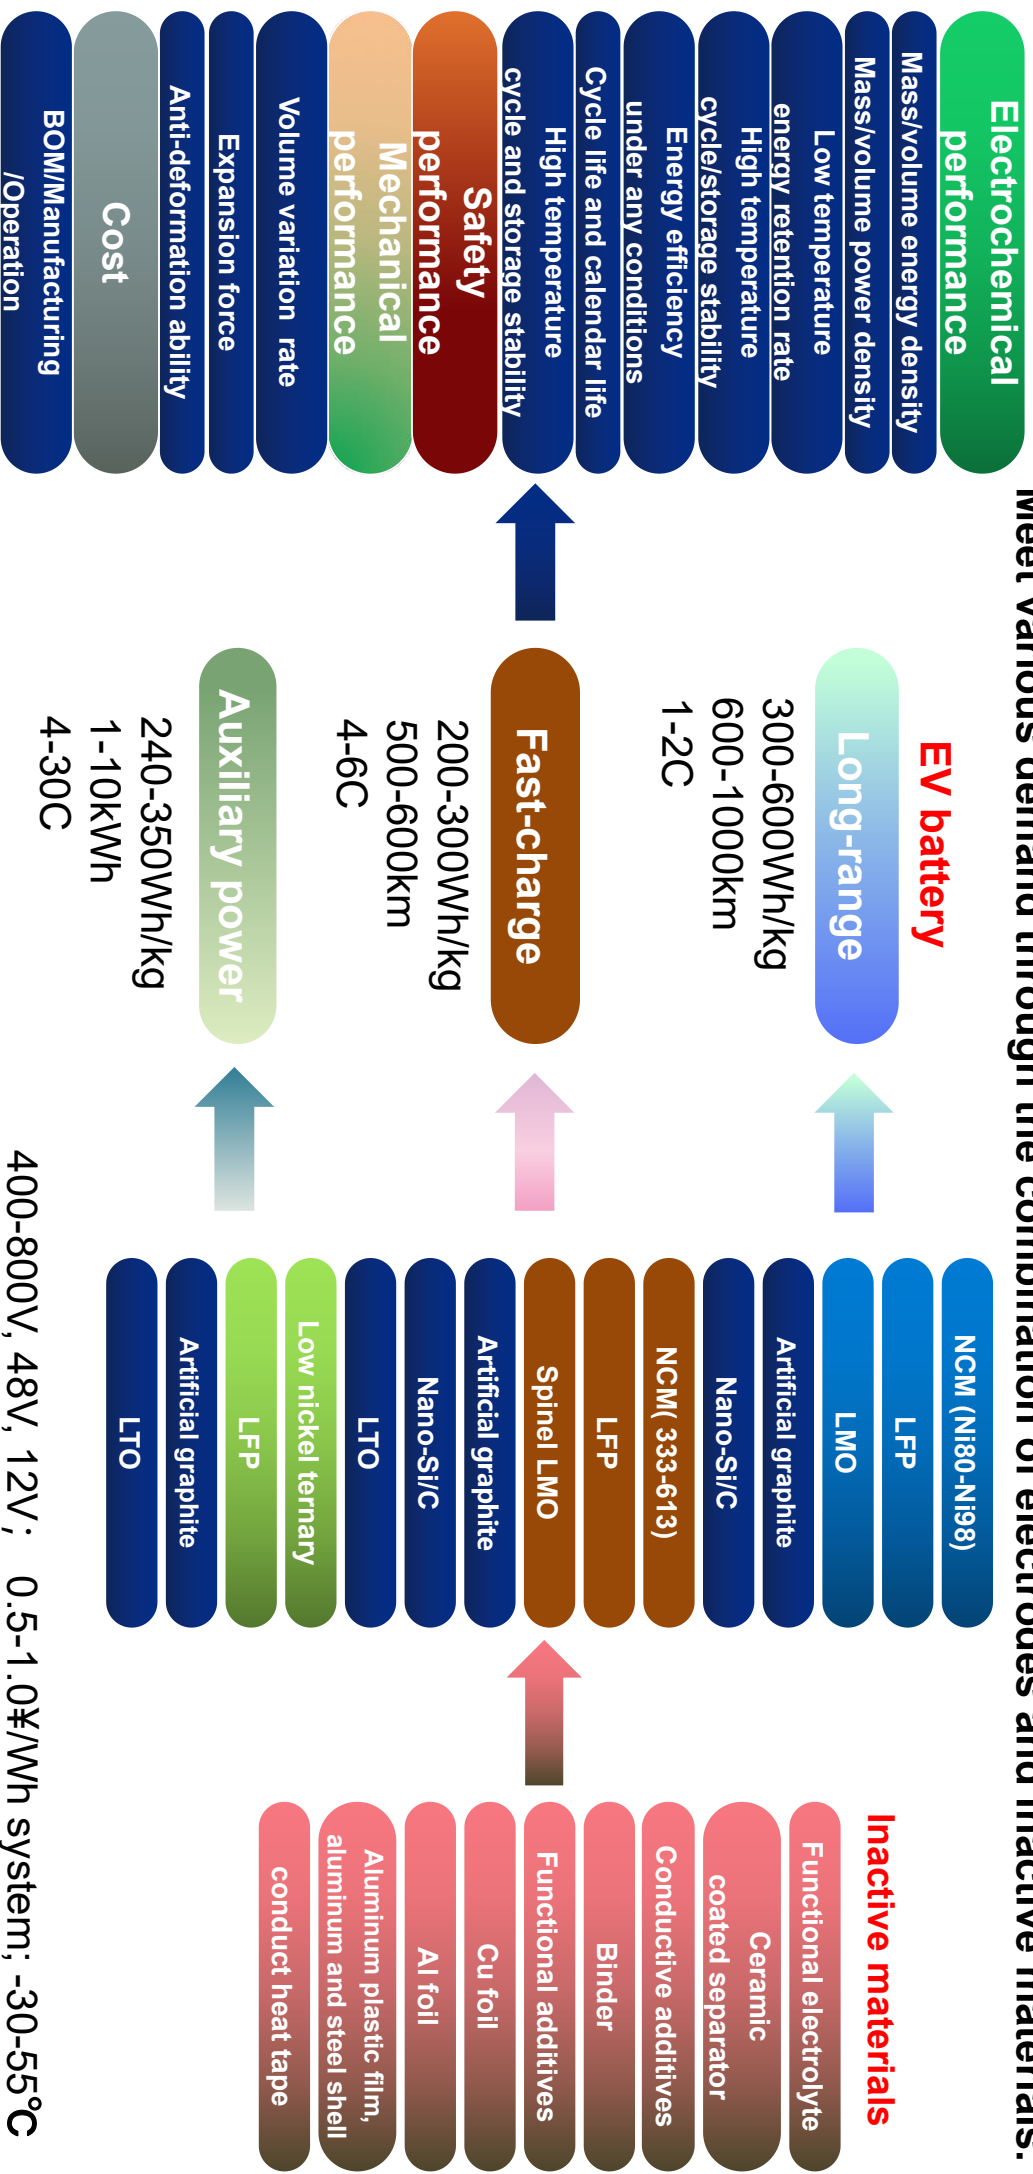 Meet various demand through the combination of electrodes and inactive materials.
Electrochemical
performance
Mass/volume energy density
Mass/volume power density
Low temperature
energy retention rate
High temperature
cycle/storage stability
Energy efficiency
under any conditions
Cycle life and calendar life
High temperature
cycle and storage stability
Safety
performance
Mechanical
performance
Volume variation rate
Expansion force
Anti-deformation ability
Cost
BOM/Manufacturing
/Operation
EV battery
Long-range
300-600Wh/kg
600-1000km
1-2C
Fast-charge
200-300Wh/kg
500-600km
4-6C
Auxiliary power
240-350Wh/kg
1-10kWh
4-30C
NCM (Ni80-Ni98)
LFP
LMO
Artificial graphite
Nano-Si/C
NCM( 333-613)
LFP
Spinel LMO
Artificial graphite
Nano-Si/C
LTO
Low nickel ternary
LFP
Artificial graphite
LTO
Inactive materials
Functional electrolyte
Ceramic
coated separator
Conductive additives
Binder
Functional additives
Cu foil
Al foil
Aluminum plastic film,
aluminum and steel shell
conduct heat tape
400-800V, 48V, 12V; 0.5-1.0¥/Wh system; -30-55℃